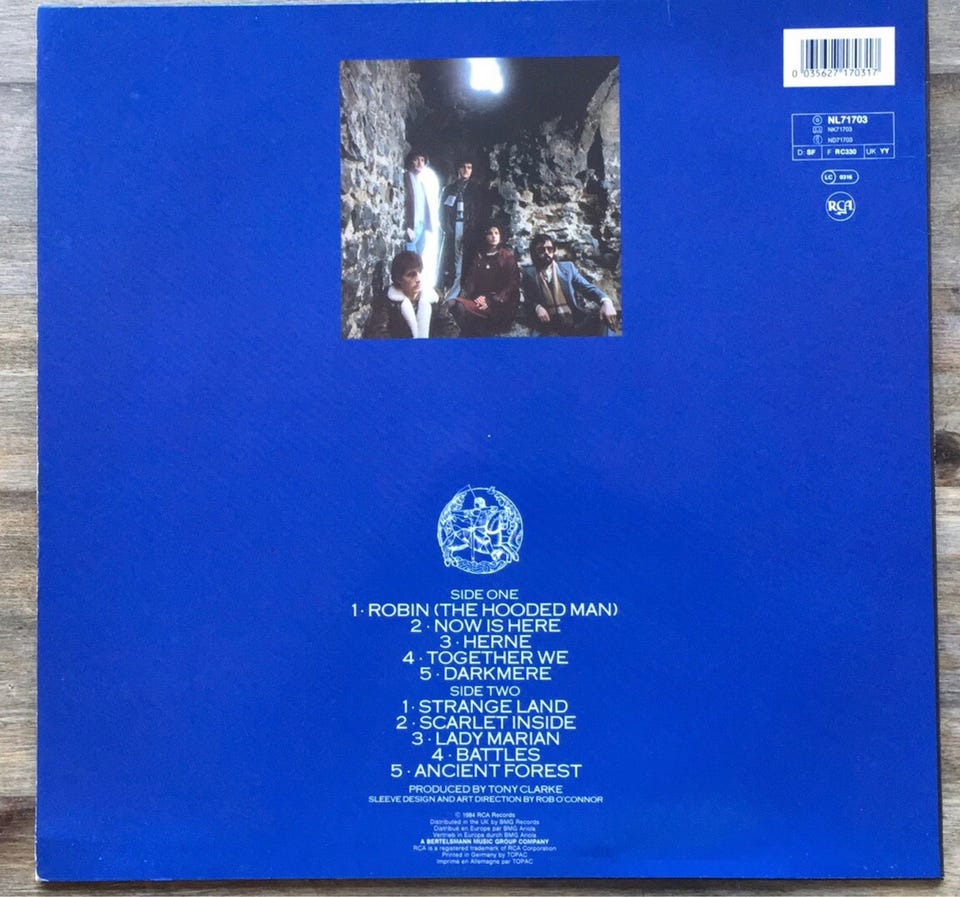 0 035627 170317
NL71703
NK71703
ND71703
D SF F RC330 UK YY
LC 0316
RCA
SIDE ONE
1 · ROBIN (THE HOODED MAN)
2 · NOW IS HERE
3 · HERNE
4 · TOGETHER WE
5 · DARKMERE
SIDE TWO
1 · STRANGE LAND
2 · SCARLET INSIDE
3 · LADY MARIAN
4 · BATTLES
5 · ANCIENT FOREST
PRODUCED BY TONY CLARKE
SLEEVE DESIGN AND ART DIRECTION BY ROB O'CONNOR
© 1984 RCA Records
Distributed in the UK by BMG Records
Distribué en Europe par BMG Ariola
Vertrieb in Europa durch BMG Ariola
A BERTELSMANN MUSIC GROUP COMPANY
RCA is a registered trademark of RCA Corporation
Printed in Germany by TOPAC
Imprimé en Allemagne par TOPAC